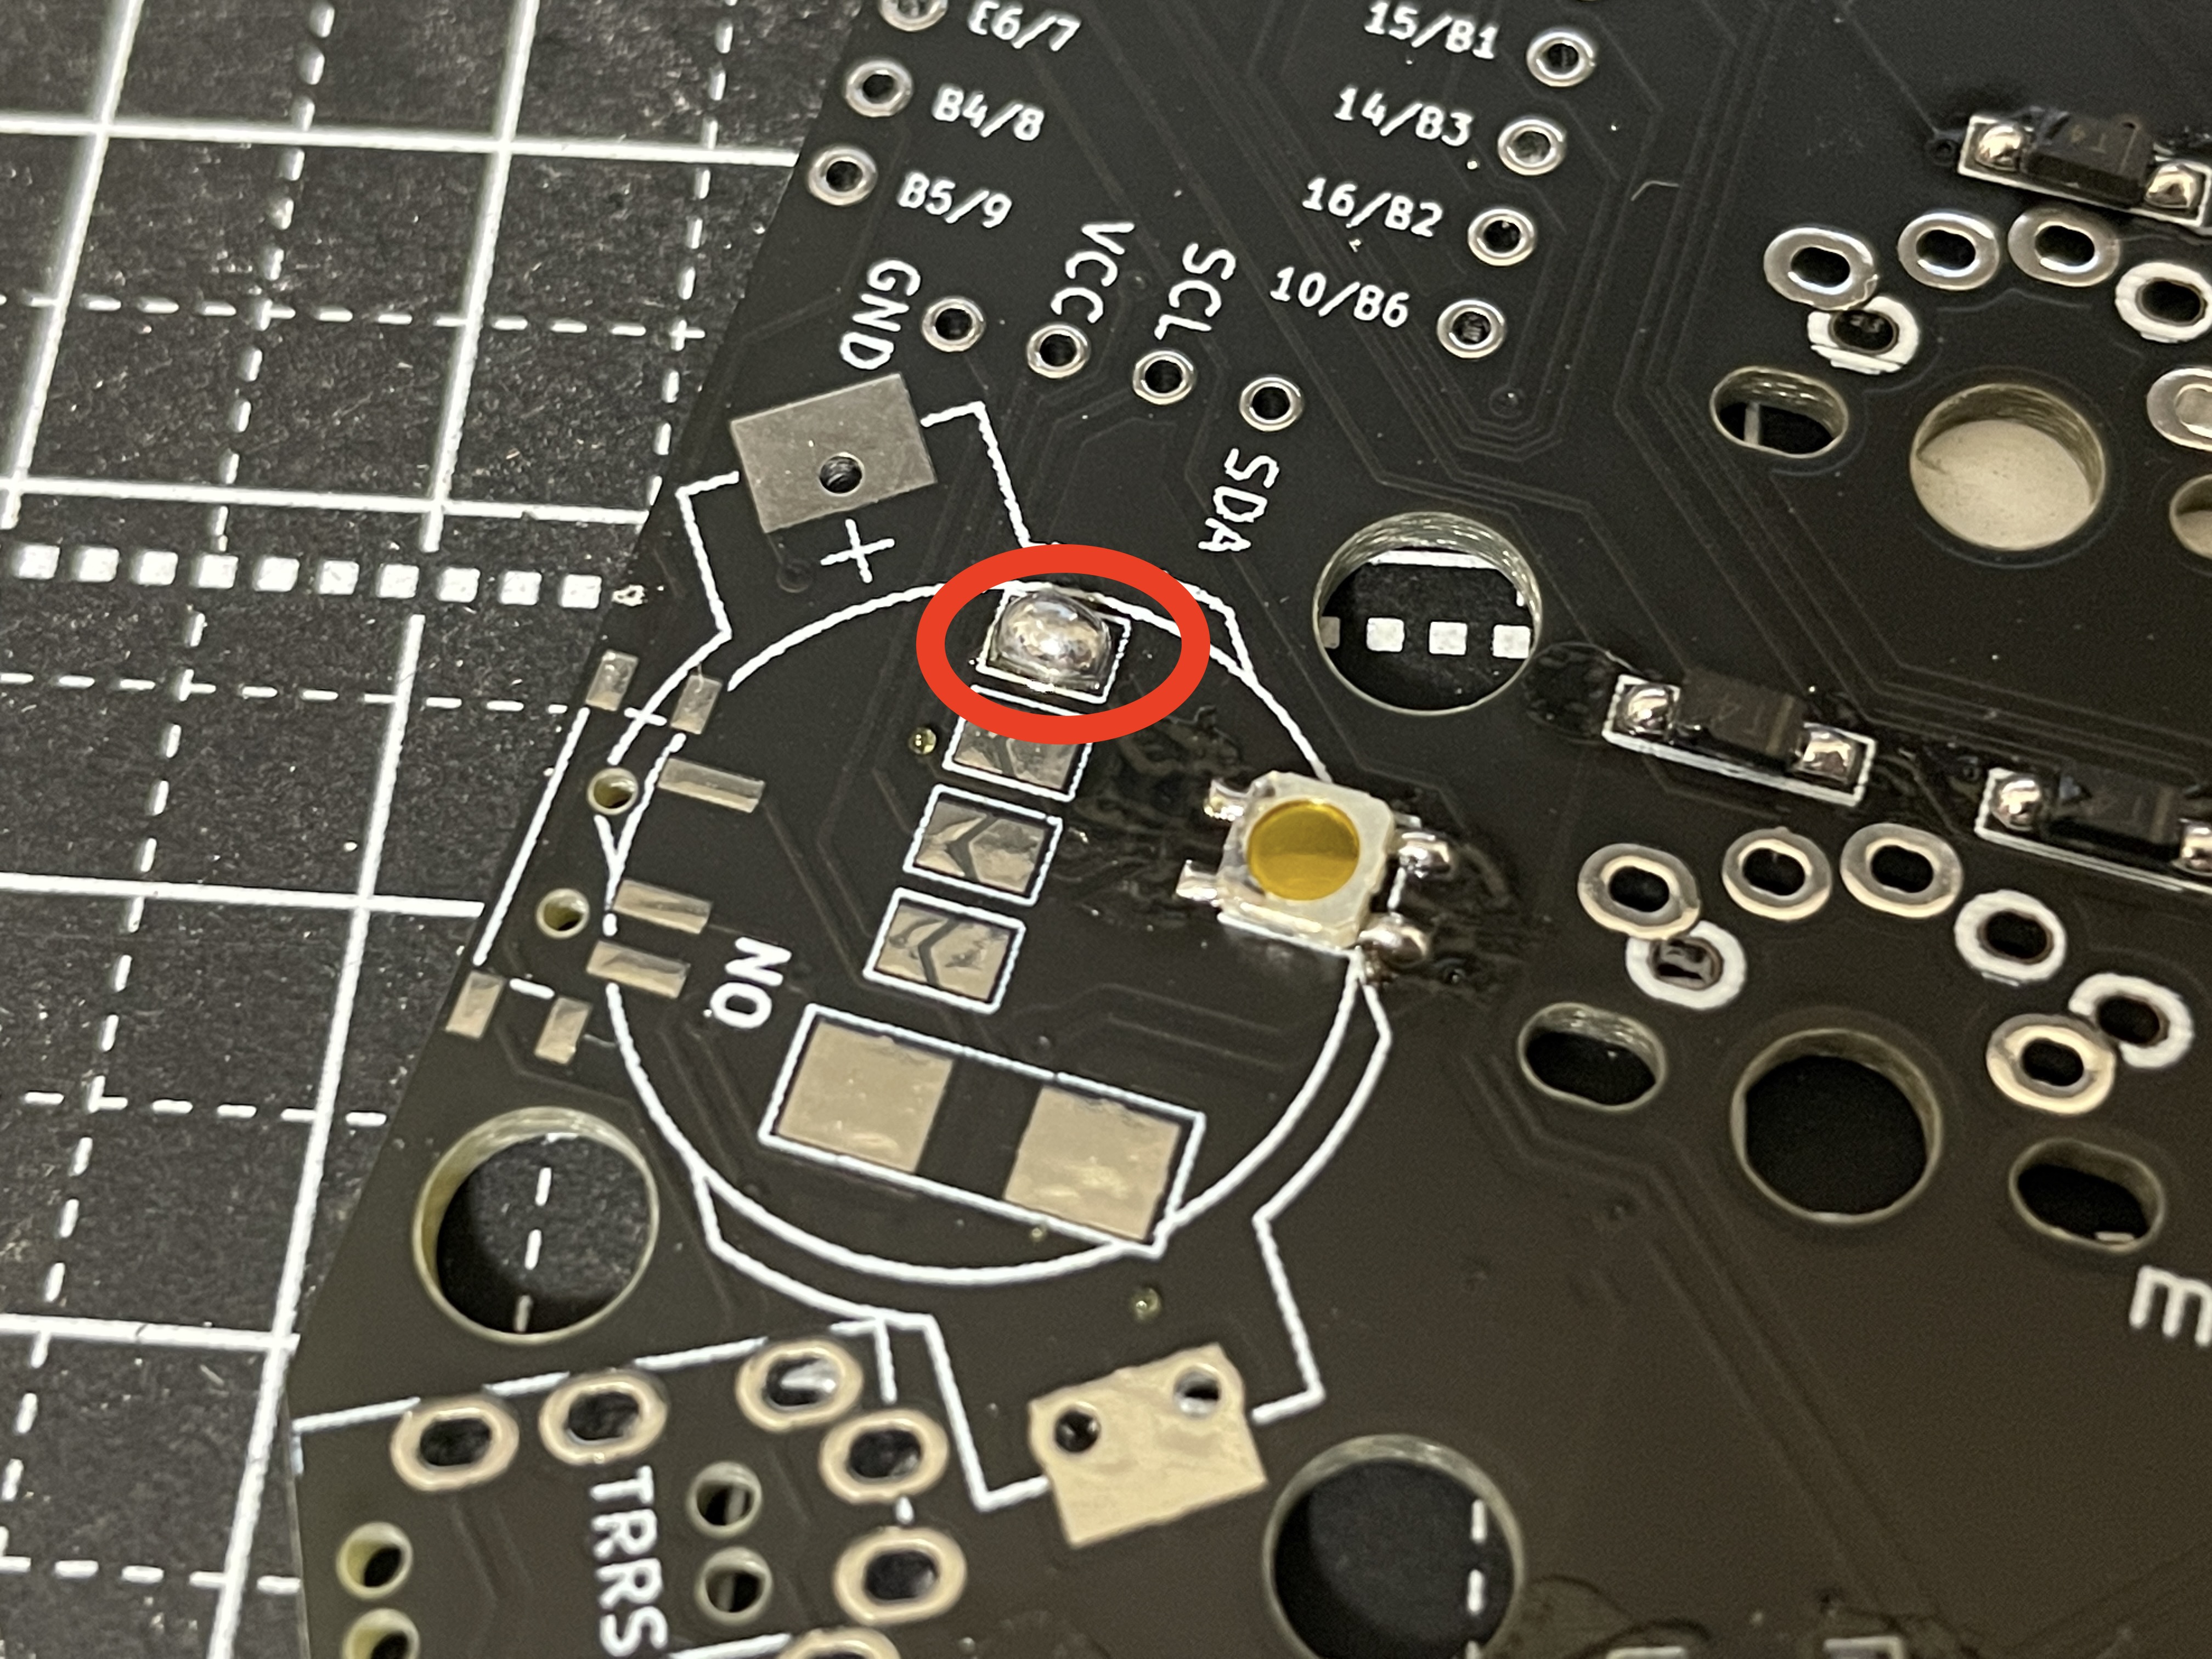 E6/7
B4/8
B5/9
15/B1
14/B3
16/B2
10/B6
GND
VCC
SCL
SDA
+
NO
TRRS
m